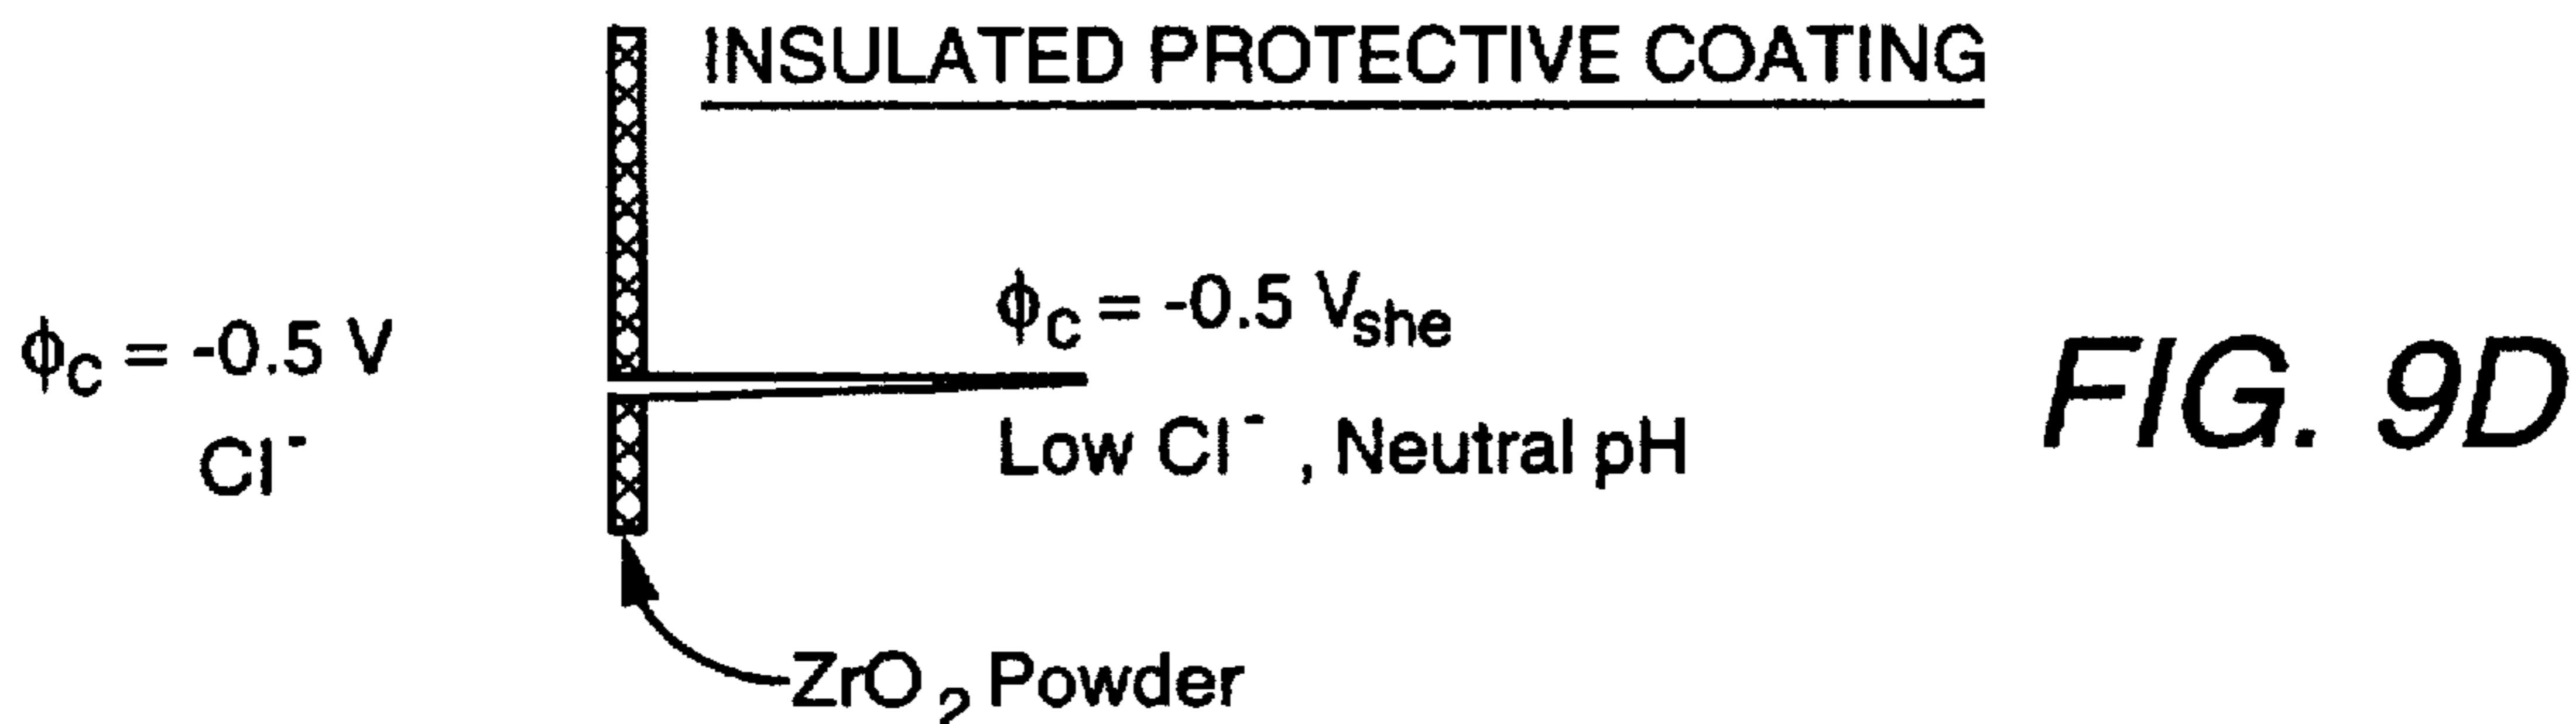 INSULATED PROTECTIVE COATING
ϕC = -0.5 V
Cl⁻
ϕC = -0.5 Vshe
Low Cl⁻, Neutral pH
ZrO₂ Powder
FIG. 9D